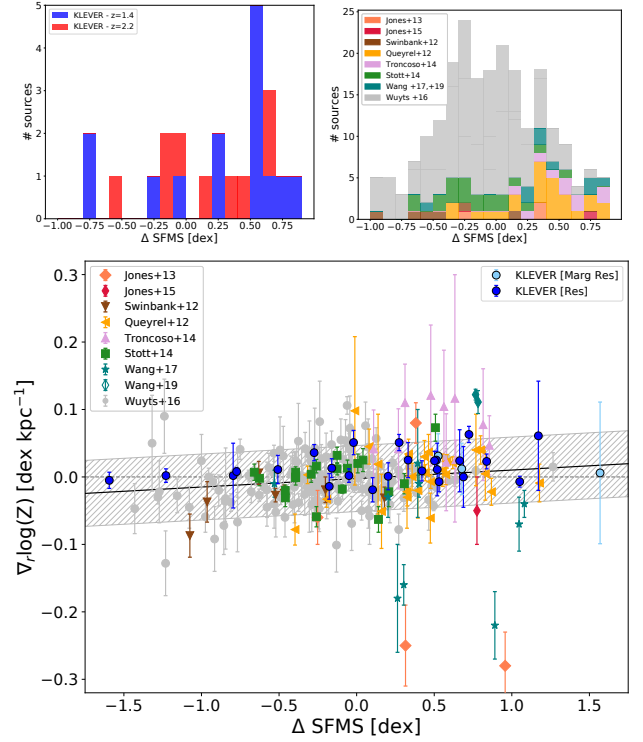 KLEVER - z=1.4
KLEVER - z=2.2
5
4
3
2
1
0
# sources
−1.00 −0.75 −0.50 −0.25 0.00 0.25 0.50 0.75
Δ SFMS [dex]
Jones+13
Jones+15
Swinbank+12
Queyrel+12
Troncoso+14
Stott+14
Wang +17,+19
Wuyts +16
25
20
15
10
5
0
# sources
−1.00 −0.75 −0.50 −0.25 0.00 0.25 0.50 0.75
Δ SFMS [dex]
Jones+13
Jones+15
Swinbank+12
Queyrel+12
Troncoso+14
Stott+14
Wang+17
Wang+19
Wuyts+16
KLEVER [Marg Res]
KLEVER [Res]
0.3
0.2
0.1
0.0
−0.1
−0.2
−0.3
∇rlog(Z) [dex kpc⁻¹]
−1.5 −1.0 −0.5 0.0 0.5 1.0 1.5
Δ SFMS [dex]